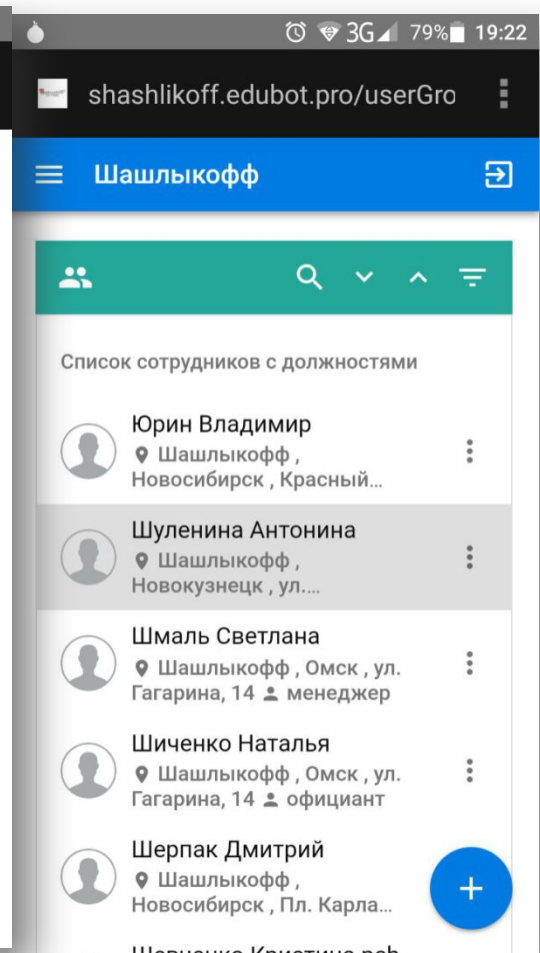 3G 79% 19:22
shashlikoff.edubot.pro/userGro
Шашлыкофф
Список сотрудников с должностями
Юрин Владимир
Шашлыкофф ,
Новосибирск , Красный...
Шуленина Антонина
Шашлыкофф ,
Новокузнецк , ул....
Шмаль Светлана
Шашлыкофф , Омск , ул.
Гагарина, 14 менеджер
Шиченко Наталья
Шашлыкофф , Омск , ул.
Гагарина, 14 официант
Шерпак Дмитрий
Шашлыкофф ,
Новосибирск , Пл. Карла...